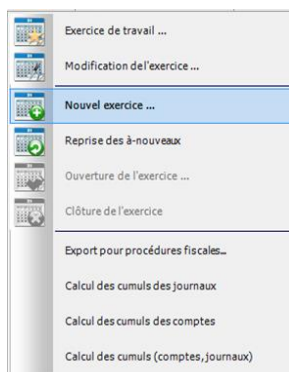 Exercice de travail ...
Modification de l'exercice ...
Nouvel exercice ...
Reprise des à-nouveaux
Ouverture de l'exercice ...
Clôture de l'exercice
Export pour procédures fiscales...
Calcul des cumuls des journaux
Calcul des cumuls des comptes
Calcul des cumuls (comptes, journaux)